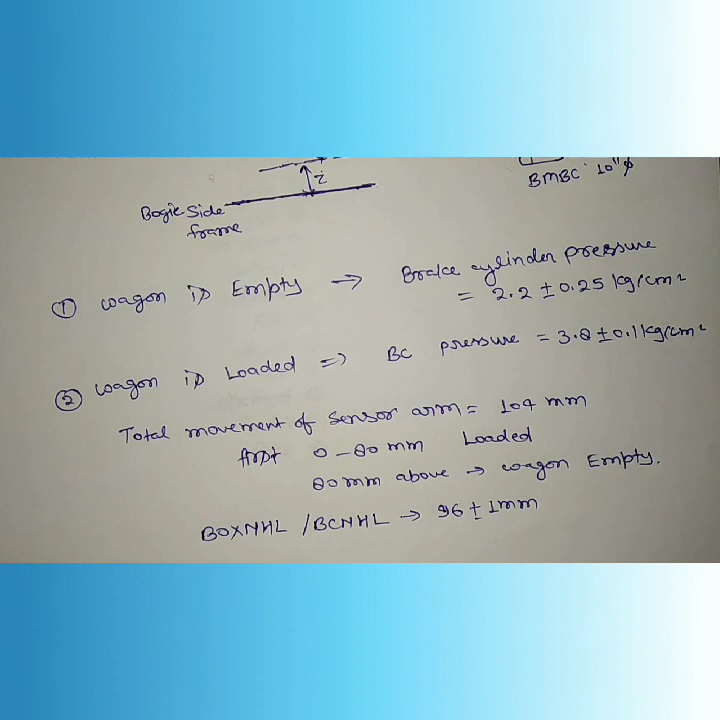 BMBC 10"φ
Bogie Side
frame
① wagon is Empty → Brake cylinder pressure
= 2.2 ± 0.25 kg/cm²
② wagon is Loaded => BC pressure = 3.8 ± 0.1 kg/cm²
Total movement of Sensor arm = 104 mm
first 0 – 80 mm Loaded
80 mm above → wagon Empty.
BOXNHL / BCNHL → 96 ± 1mm